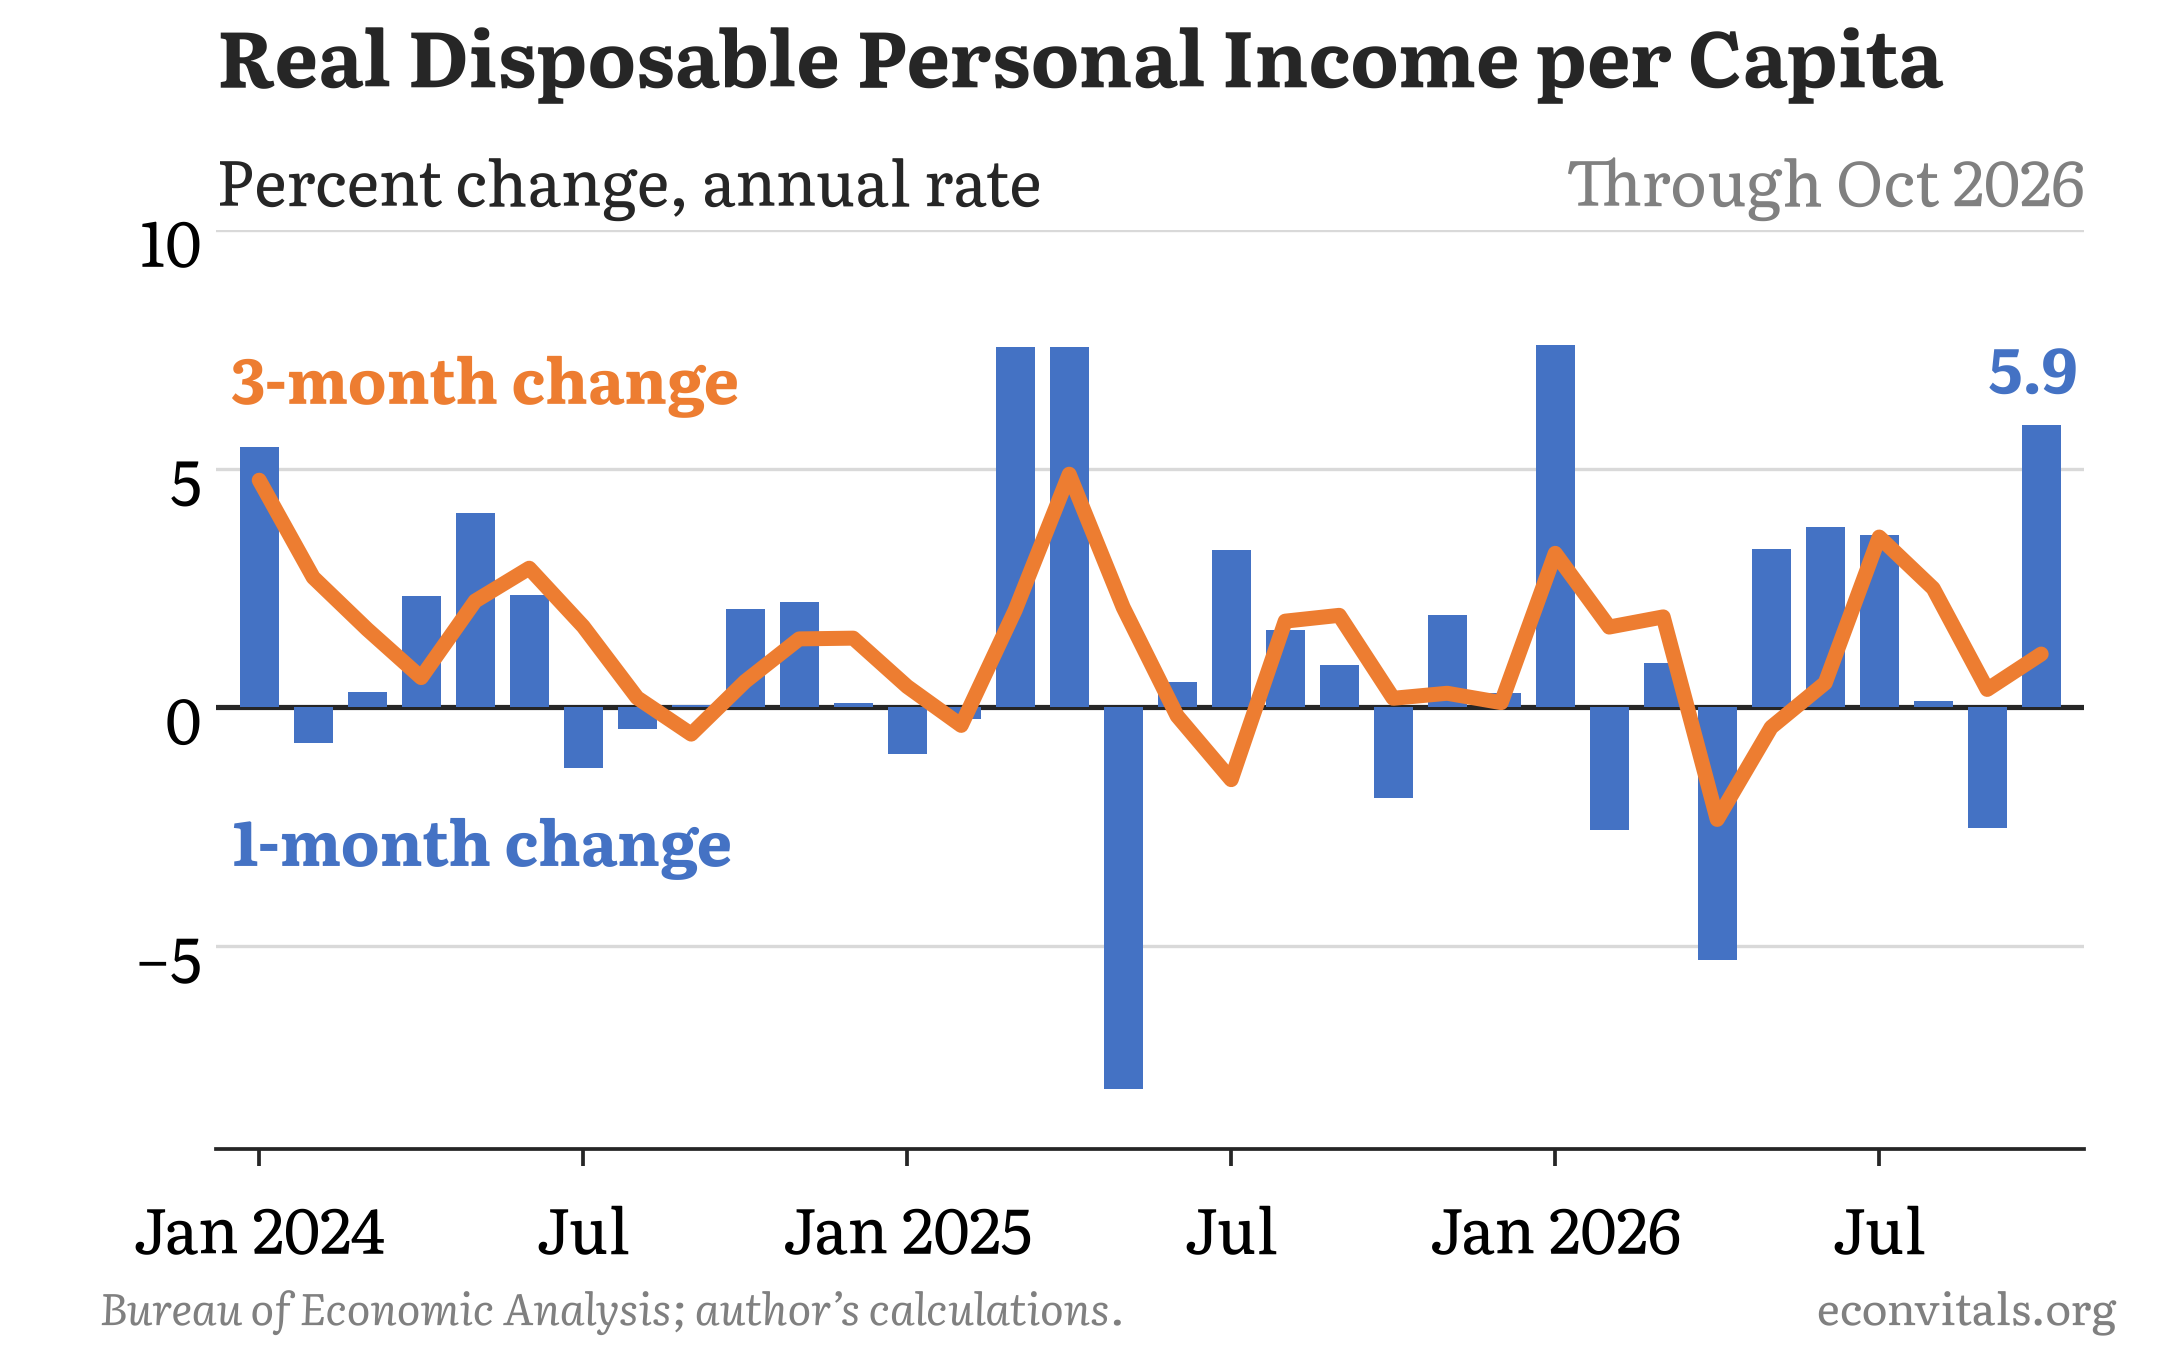 Real Disposable Personal Income per Capita
Percent change, annual rate
Through Oct 2026
10
3-month change
5.9
5
0
1-month change
−5
Jan 2024
Jul
Jan 2025
Jul
Jan 2026
Jul
Bureau of Economic Analysis; author’s calculations.
econvitals.org